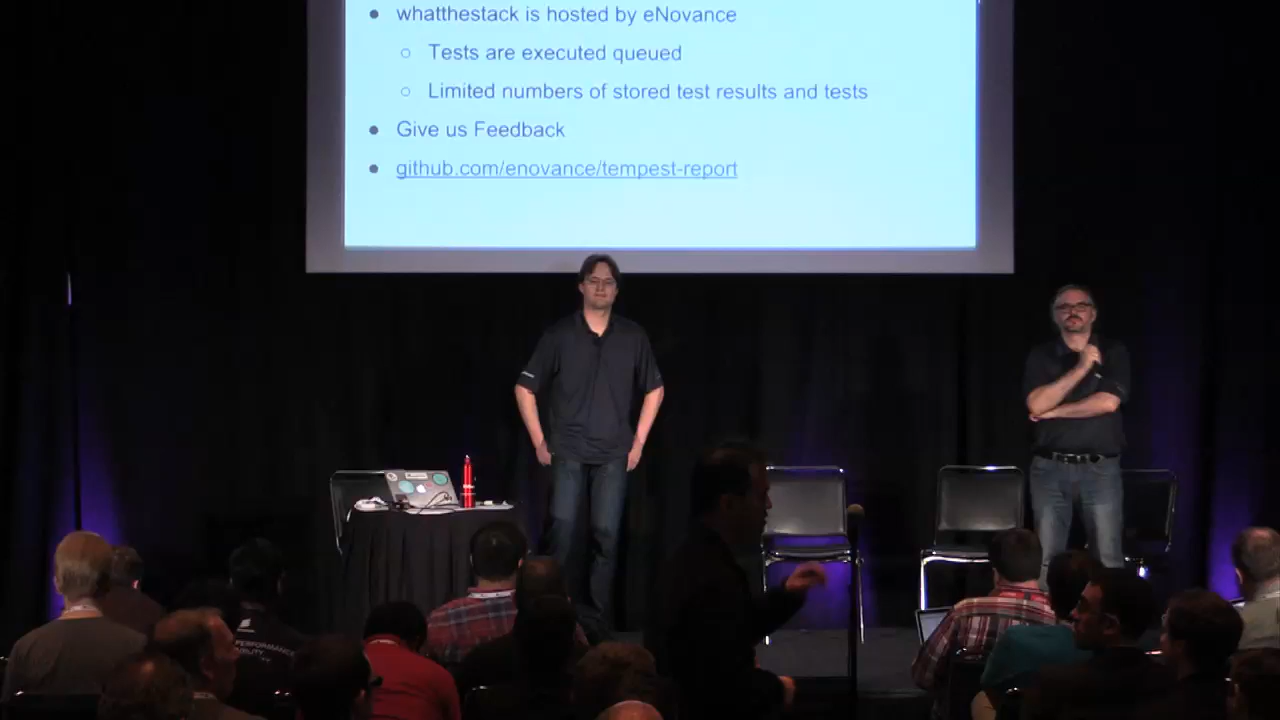 whatthestack is hosted by eNovance
Tests are executed queued
Limited numbers of stored test results and tests
Give us Feedback
github.com/enovance/tempest-report
PERFORMANCE